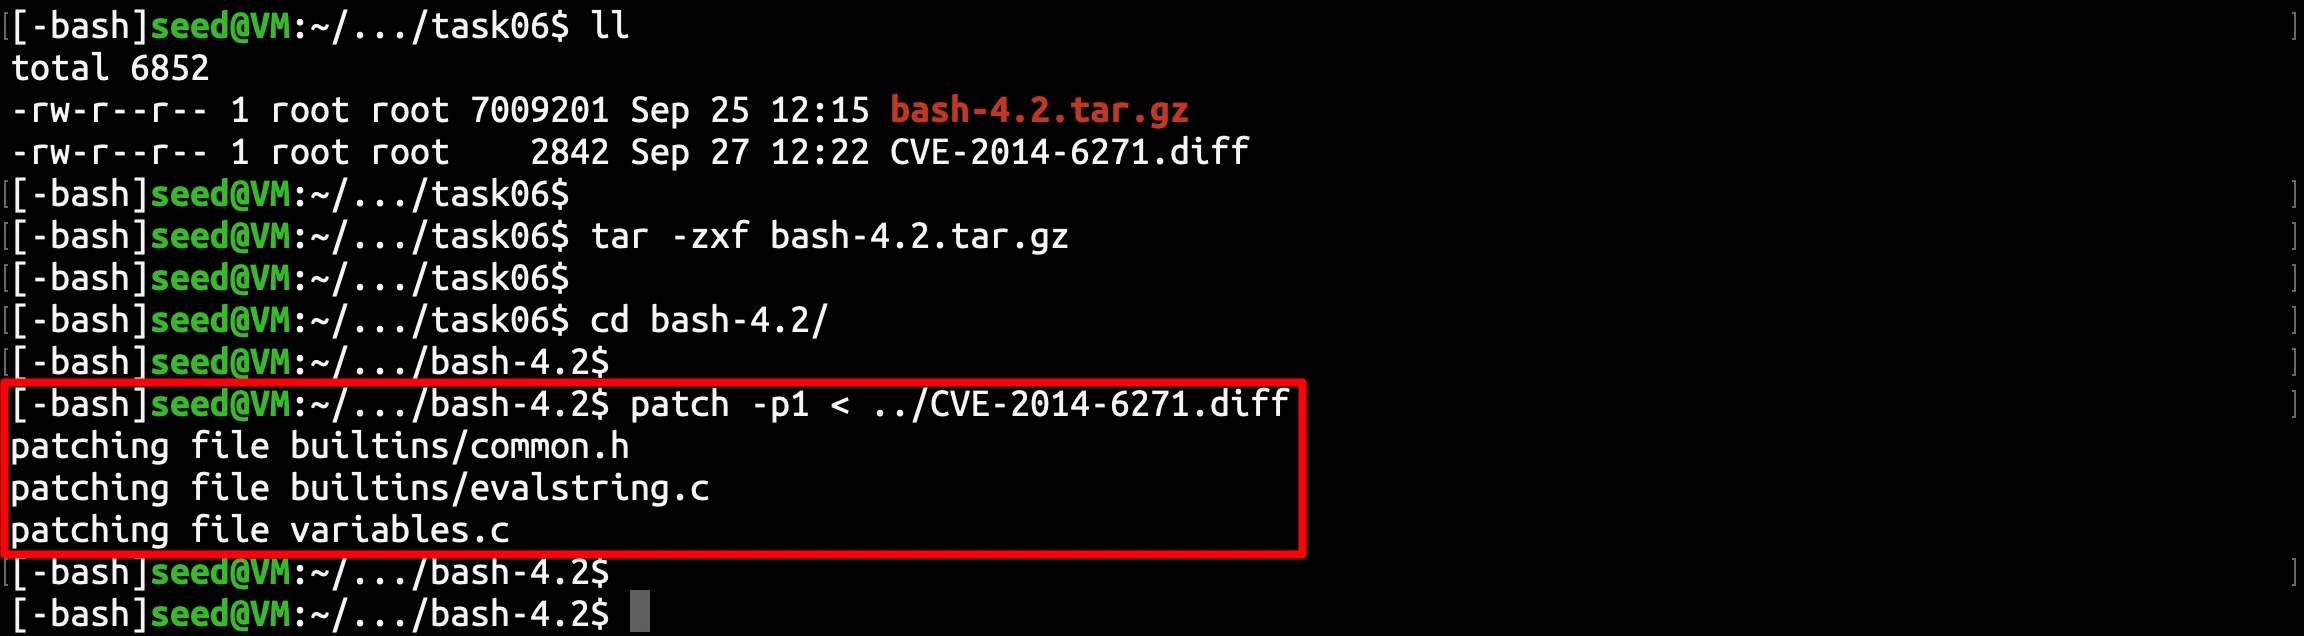 [-bash]seed@VM:~/.../task06$ ll
total 6852
-rw-r--r-- 1 root root 7009201 Sep 25 12:15 bash-4.2.tar.gz
-rw-r--r-- 1 root root    2842 Sep 27 12:22 CVE-2014-6271.diff
[-bash]seed@VM:~/.../task06$
[-bash]seed@VM:~/.../task06$ tar -zxf bash-4.2.tar.gz
[-bash]seed@VM:~/.../task06$
[-bash]seed@VM:~/.../task06$ cd bash-4.2/
[-bash]seed@VM:~/.../bash-4.2$
[-bash]seed@VM:~/.../bash-4.2$ patch -p1 < ../CVE-2014-6271.diff
patching file builtins/common.h
patching file builtins/evalstring.c
patching file variables.c
[-bash]seed@VM:~/.../bash-4.2$
[-bash]seed@VM:~/.../bash-4.2$